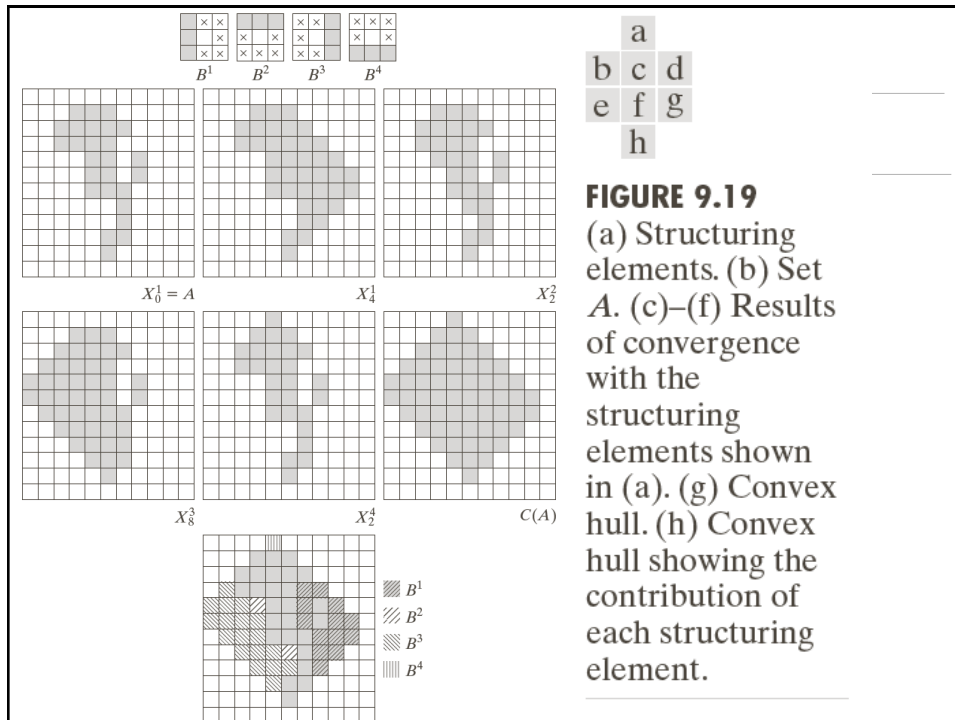 × × × × × × ×
× × × × ×
× × × × × × ×
B¹ B² B³ B⁴
X₀¹ = A X₄¹ X₂²
X₈³ X₂⁴ C(A)
B¹
B²
B³
B⁴
a
b c d
e f g
h
FIGURE 9.19
(a) Structuring
elements. (b) Set
A. (c)–(f) Results
of convergence
with the
structuring
elements shown
in (a). (g) Convex
hull. (h) Convex
hull showing the
contribution of
each structuring
element.